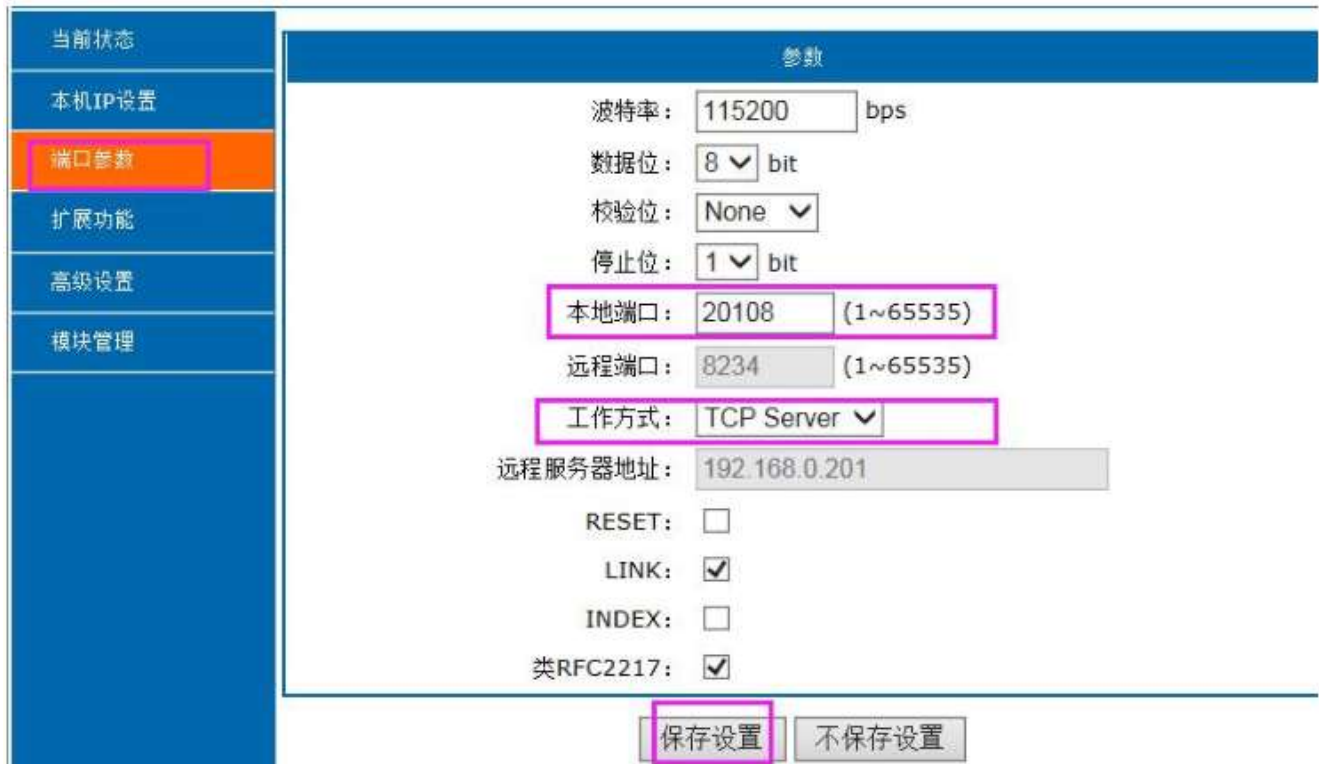 当前状态
本机IP设置
端口参数
扩展功能
高级设置
模块管理
参数
波特率： 115200 bps
数据位： 8 bit
校验位： None
停止位： 1 bit
本地端口： 20108 (1~65535)
远程端口： 8234 (1~65535)
工作方式： TCP Server
远程服务器地址： 192.168.0.201
RESET：
LINK：
INDEX：
类RFC2217：
保存设置 不保存设置